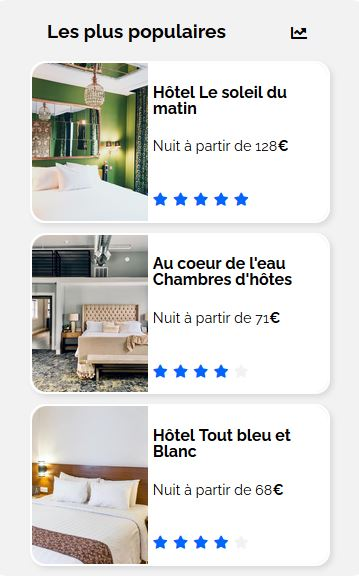 Les plus populaires
Hôtel Le soleil du
matin
Nuit à partir de 128€
Au coeur de l'eau
Chambres d'hôtes
Nuit à partir de 71€
Hôtel Tout bleu et
Blanc
Nuit à partir de 68€